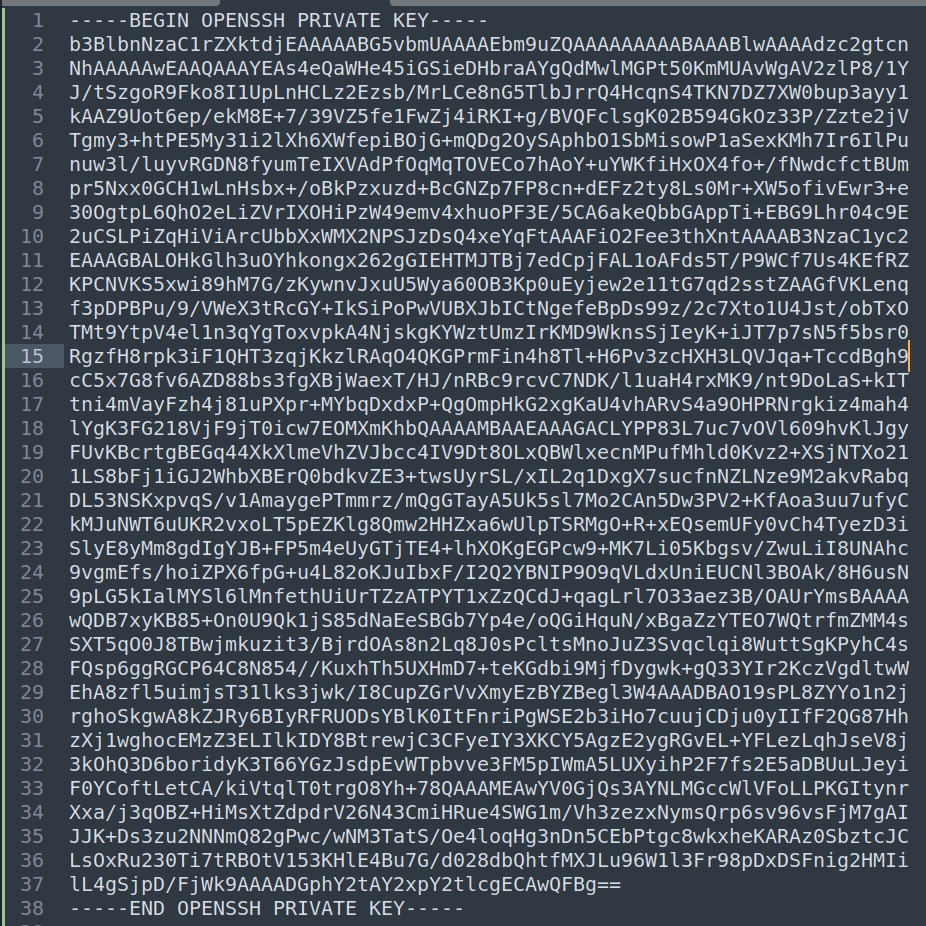 1 -----BEGIN OPENSSH PRIVATE KEY-----
2 b3BlbnNzaC1rZXktdjEAAAAABG5vbmUAAAAEbm9uZQAAAAAAAAABAAABlwAAAAdzc2gtcn
3 NhAAAAAwEAAQAAAYEAs4eQaWHe45iGSieDHbraAYgQdMwlMGPt50KmMUAvWgAV2zlP8/1Y
4 J/tSzgoR9Fko8I1UpLnHCLz2Ezsb/MrLCe8nG5TlbJrrQ4HcqnS4TKN7DZ7XW0bup3ayy1
5 kAAZ9Uot6ep/ekM8E+7/39VZ5fe1FwZj4iRKI+g/BVQFclsgK02B594GkOz33P/Zzte2jV
6 Tgmy3+htPE5My31i2lXh6XWfepiBOjG+mQDg2OySAphbO1SbMisowP1aSexKMh7Ir6IlPu
7 nuw3l/luyvRGDN8fyumTeIXVAdPfOqMqTOVECo7hAoY+uYWKfiHxOX4fo+/fNwdcfctBUm
8 pr5Nxx0GCH1wLnHsbx+/oBkPzxuzd+BcGNZp7FP8cn+dEFz2ty8Ls0Mr+XW5ofivEwr3+e
9 30OgtpL6QhO2eLiZVrIXOHiPzW49emv4xhuoPF3E/5CA6akeQbbGAppTi+EBG9Lhr04c9E
10 2uCSLPiZqHiViArcUbbXxWMX2NPSJzDsQ4xeYqFtAAAFiO2Fee3thXntAAAAB3NzaC1yc2
11 EAAAGBALOHkGlh3uOYhkongx262gGIEHTMJTBj7edCpjFAL1oAFds5T/P9WCf7Us4KEfRZ
12 KPCNVKS5xwi89hM7G/zKywnvJxuU5Wya60OB3Kp0uEyjew2e11tG7qd2sstZAAGfVKLenq
13 f3pDPBPu/9/VWeX3tRcGY+IkSiPoPwVUBXJbICtNgefeBpDs99z/2c7Xto1U4Jst/obTxO
14 TMt9YtpV4el1n3qYgToxvpkA4NjskgKYWztUmzIrKMD9WknsSjIeyK+iJT7p7sN5f5bsr0
15 RgzfH8rpk3iF1QHT3zqjKkzlRAqO4QKGPrmFin4h8Tl+H6Pv3zcHXH3LQVJqa+TccdBgh9
16 cC5x7G8fv6AZD88bs3fgXBjWaexT/HJ/nRBc9rcvC7NDK/l1uaH4rxMK9/nt9DoLaS+kIT
17 tni4mVayFzh4j81uPXpr+MYbqDxdxP+QgOmpHkG2xgKaU4vhARvS4a9OHPRNrgkiz4mah4
18 lYgK3FG218VjF9jT0icw7EOMXmKhbQAAAAMBAAEAAAGACLYPP83L7uc7vOVl609hvKlJgy
19 FUvKBcrtgBEGq44XkXlmeVhZVJbcc4IV9Dt8OLxQBWlxecnMPufMhld0Kvz2+XSjNTXo21
20 1LS8bFj1iGJ2WhbXBErQ0bdkvZE3+twsUyrSL/xIL2q1DxgX7sucfnNZLNze9M2akvRabq
21 DL53NSKxpvqS/v1AmaygePTmmrz/mQgGTayA5Uk5sl7Mo2CAn5Dw3PV2+KfAoa3uu7ufyC
22 kMJuNWT6uUKR2vxoLT5pEZKlg8Qmw2HHZxa6wUlpTSRMgO+R+xEQsemUFy0vCh4TyezD3i
23 SlyE8yMm8gdIgYJB+FP5m4eUyGTjTE4+lhXOKgEGPcw9+MK7Li05Kbgsv/ZwuLiI8UNAhc
24 9vgmEfs/hoiZPX6fpG+u4L82oKJuIbxF/I2Q2YBNIP9O9qVLdxUniEUCNl3BOAk/8H6usN
25 9pLG5kIalMYSl6lMnfethUiUrTZzATPYT1xZzQCdJ+qagLrl7O33aez3B/OAUrYmsBAAAA
26 wQDB7xyKB85+On0U9Qk1jS85dNaEeSBGb7Yp4e/oQGiHquN/xBgaZzYTEO7WQtrfmZMM4s
27 SXT5qO0J8TBwjmkuzit3/BjrdOAs8n2Lq8J0sPcltsMnoJuZ3Svqclqi8WuttSgKPyhC4s
28 FQsp6ggRGCP64C8N854//KuxhTh5UXHmD7+teKGdbi9MjfDygwk+gQ33YIr2KczVgdltwW
29 EhA8zfl5uimjsT31lks3jwk/I8CupZGrVvXmyEzBYZBegl3W4AAADBAO19sPL8ZYYo1n2j
30 rghoSkgwA8kZJRy6BIyRFRUODsYBlK0ItFnriPgWSE2b3iHo7cuujCDju0yIIfF2QG87Hh
31 zXj1wghocEMzZ3ELIlkIDY8BtrewjC3CFyeIY3XKCY5AgzE2ygRGvEL+YFLezLqhJseV8j
32 3kOhQ3D6boridyK3T66YGzJsdpEvWTpbvve3FM5pIWmA5LUXyihP2F7fs2E5aDBUuLJeyi
33 F0YCoftLetCA/kiVtqlT0trgO8Yh+78QAAAMEAwYV0GjQs3AYNLMGccWlVFoLLPKGItynr
34 Xxa/j3qOBZ+HiMsXtZdpdrV26N43CmiHRue4SWG1m/Vh3zezxNymsQrp6sv96vsFjM7gAI
35 JJK+Ds3zu2NNNmQ82gPwc/wNM3TatS/Oe4loqHg3nDn5CEbPtgc8wkxheKARAz0SbztcJC
36 LsOxRu230Ti7tRBOtV153KHlE4Bu7G/d028dbQhtfMXJLu96W1l3Fr98pDxDSFnig2HMIi
37 lL4gSjpD/FjWk9AAAADGphY2tAY2xpY2tlcgECAwQFBg==
38 -----END OPENSSH PRIVATE KEY-----